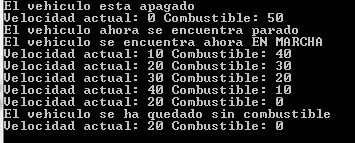 El vehiculo esta apagado
Velocidad actual: 0 Combustible: 50
El vehiculo ahora se encuentra parado
El vehiculo se encuentra ahora EN MARCHA
Velocidad actual: 10 Combustible: 40
Velocidad actual: 20 Combustible: 30
Velocidad actual: 30 Combustible: 20
Velocidad actual: 40 Combustible: 10
Velocidad actual: 20 Combustible: 0
El vehiculo se ha quedado sin combustible
Velocidad actual: 20 Combustible: 0